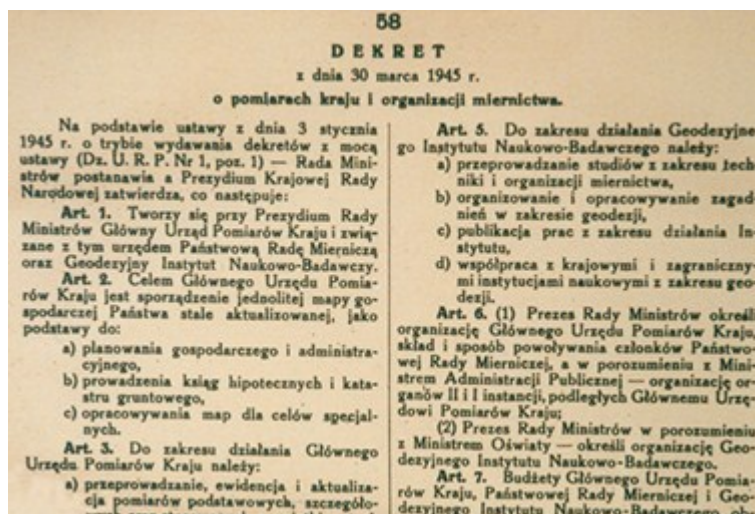 58
DEKRET
z dnia 30 marca 1945 r.
o pomiarach kraju i organizacji miernictwa.
Na podstawie ustawy z dnia 3 stycznia
1945 r. o trybie wydawania dekretów z mocą
ustawy (Dz. U. R. P. Nr 1, poz. 1) — Rada Mini-
strów postanawia a Prezydium Krajowej Rady
Narodowej zatwierdza, co następuje:
Art. 1. Tworzy się przy Prezydium Rady
Ministrów Główny Urząd Pomiarów Kraju i zwią-
zane z tym urzędem Państwową Radę Mierniczą
oraz Geodezyjny Instytut Naukowo-Badawczy.
Art. 2. Celem Głównego Urzędu Pomia-
rów Kraju jest sporządzenie jednolitej mapy go-
spodarczej Państwa stale aktualizowanej, jako
podstawy do:
a) planowania gospodarczego i administra-
cyjnego,
b) prowadzenia ksiąg hipotecznych i kata-
stru gruntowego,
c) opracowywania map dla celów specjal-
nych.
Art. 3. Do zakresu działania Głównego
Urzędu Pomiarów Kraju należy:
a) przeprowadzanie, ewidencja i aktualiza-
cja pomiarów podstawowych, szczegóło-
Art. 5. Do zakresu działania Geodezyjne
go Instytutu Naukowo-Badawczego należy:
a) przeprowadzanie studiów z zakresu tech
niki i organizacji miernictwa,
b) organizowanie i opracowywanie zagad
nień w zakresie geodezji,
c) publikacja prac z zakresu działania In-
stytutu,
d) współpraca z krajowymi i zagraniczny-
mi instytucjami naukowymi z zakresu geo-
dezji.
Art. 6. (1) Prezes Rady Ministrów określi
organizację Głównego Urzędu Pomiarów Kraju,
skład i sposób powoływania członków Państwo-
wej Rady Mierniczej, a w porozumieniu z Mini-
strem Administracji Publicznej — organizację or-
ganów II i I instancji, podległych Głównemu Urzę-
dowi Pomiarów Kraju;
(2) Prezes Rady Ministrów w porozumieniu
z Ministrem Oświaty — określi organizację Geo-
dezyjnego Instytutu Naukowo-Badawczego.
Art. 7. Budżety Głównego Urzędu Pomia-
rów Kraju, Państwowej Rady Mierniczej i Geo-
dezyjnego Instytutu Naukowo-Badawczego